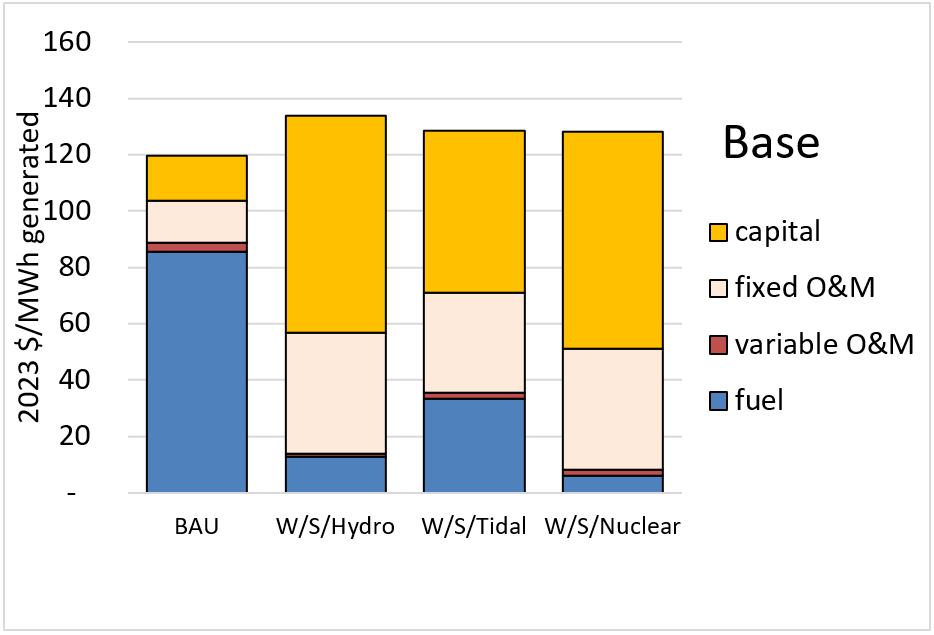 160
140
120
100
80
60
40
20
-
2023 $/MWh generated
BAU
W/S/Hydro
W/S/Tidal
W/S/Nuclear
Base
capital
fixed O&M
variable O&M
fuel